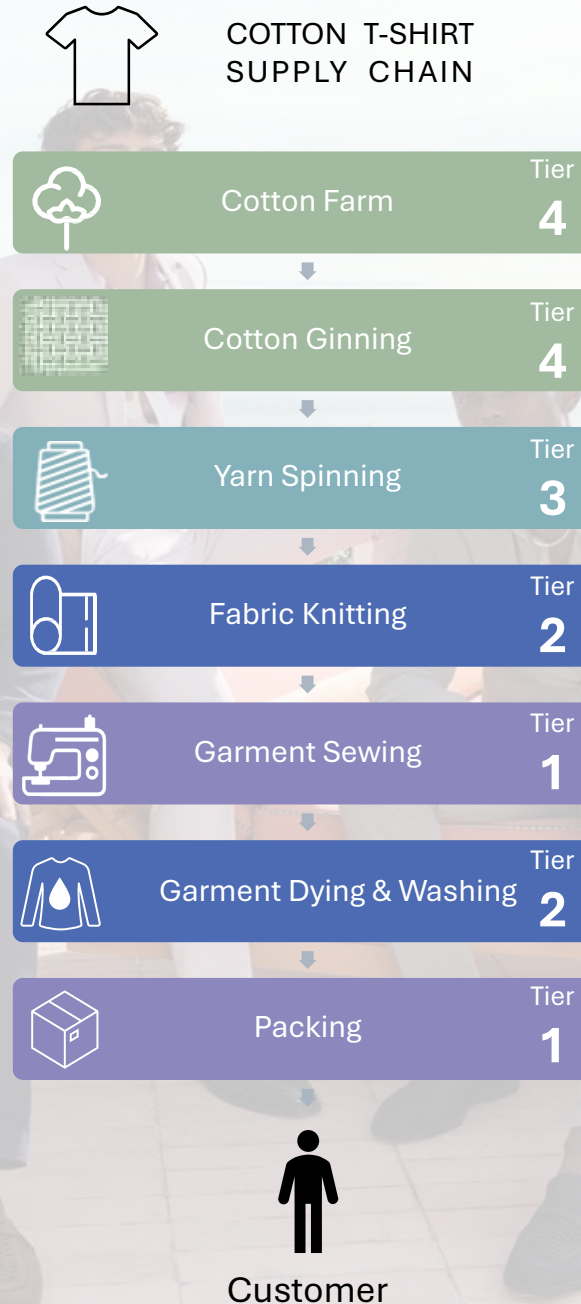 COTTON T-SHIRT
SUPPLY CHAIN
Tier
Cotton Farm
4
Tier
Cotton Ginning
4
Tier
Yarn Spinning
3
Tier
Fabric Knitting
2
Tier
Garment Sewing
1
Tier
Garment Dying & Washing
2
Tier
Packing
1
Customer